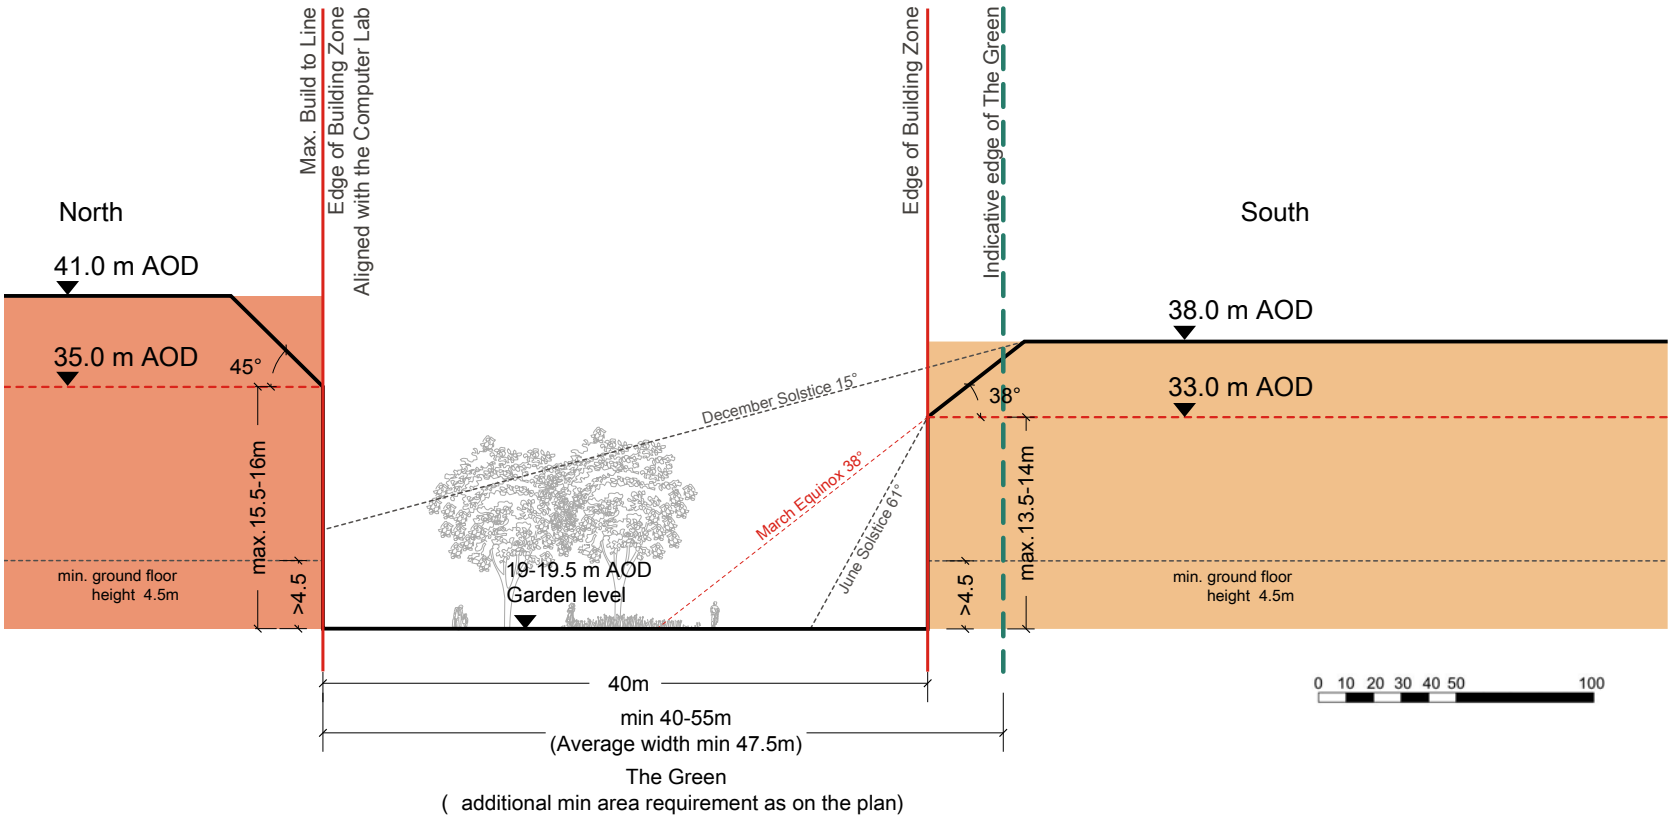 Max. Build to Line
Edge of Building Zone
Aligned with the Computer Lab
Edge of Building Zone
Indicative edge of The Green
North
South
41.0 m AOD
35.0 m AOD
45°
38.0 m AOD
33.0 m AOD
38°
December Solstice 15°
March Equinox 38°
June Solstice 61°
max.15.5-16m
>4.5
min. ground floor
height 4.5m
19-19.5 m AOD
Garden level
>4.5
max.13.5-14m
min. ground floor
height 4.5m
40m
min 40-55m
(Average width min 47.5m)
The Green
( additional min area requirement as on the plan)
0 10 20 30 40 50 100